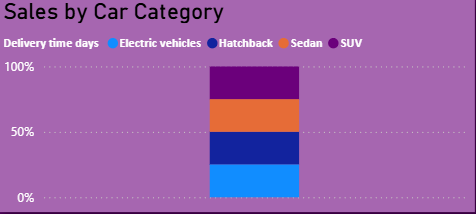 Sales by Car Category
Delivery time days Electric vehicles Hatchback Sedan SUV
100%
50%
0%